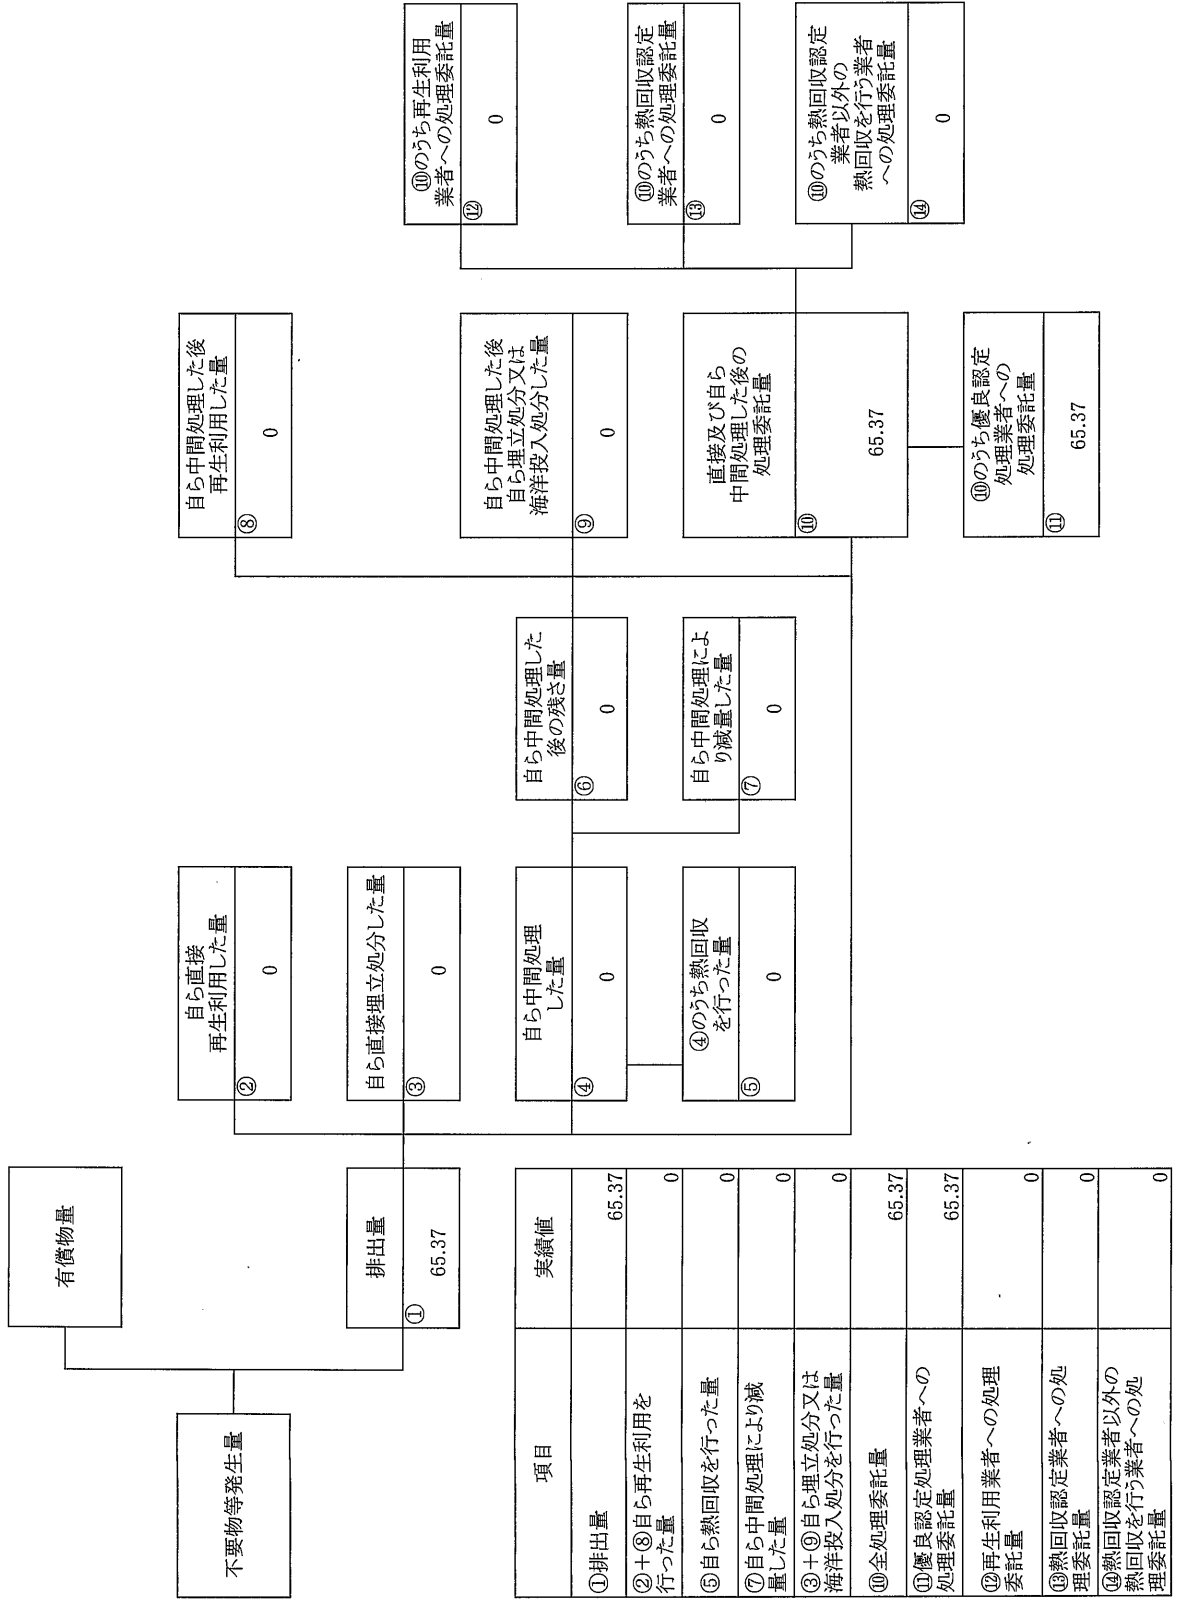 不要物等発生量
有償物量
排出量
①
65.37
自ら直接
再生利用した量
②
0
自ら直接埋立処分した量
③
0
自ら中間処理
した量
④
0
④のうち熱回収
を行った量
⑤
0
自ら中間処理した
後の残さ量
⑥
0
自ら中間処理によ
り減量した量
⑦
0
自ら中間処理した後
再生利用した量
⑧
0
自ら中間処理した後
自ら埋立処分又は
海洋投入処分した量
⑨
0
直接及び自ら
中間処理した後の
処理委託量
⑩
65.37
⑩のうち優良認定
処理業者への
処理委託量
⑪
65.37
⑩のうち再生利用
業者への処理委託量
⑫
0
⑩のうち熱回収認定
業者への処理委託量
⑬
0
⑩のうち熱回収認定
業者以外の
熱回収を行う業者
への処理委託量
⑭
0
項目 実績値
①排出量 65.37
②+⑧自ら再生利用を
行った量 0
⑤自ら熱回収を行った量 0
⑦自ら中間処理により減
量した量 0
③+⑨自ら埋立処分又は
海洋投入処分を行った量 0
⑩全処理委託量 65.37
⑪優良認定処理業者への
処理委託量 65.37
⑫再生利用業者への処理
委託量 0
⑬熱回収認定業者への処
理委託量 0
⑭熱回収認定業者以外の
熱回収を行う業者への処
理委託量 0